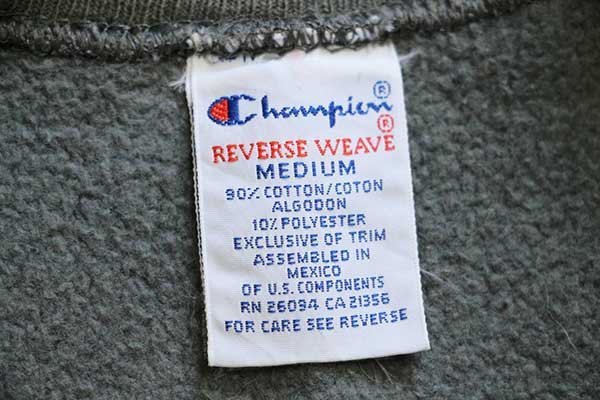 Champion®
REVERSE WEAVE®
MEDIUM
90% COTTON/COTON
ALGODON
10% POLYESTER
EXCLUSIVE OF TRIM
ASSEMBLED IN
MEXICO
OF U.S. COMPONENTS
RN 26094 CA 21356
FOR CARE SEE REVERSE